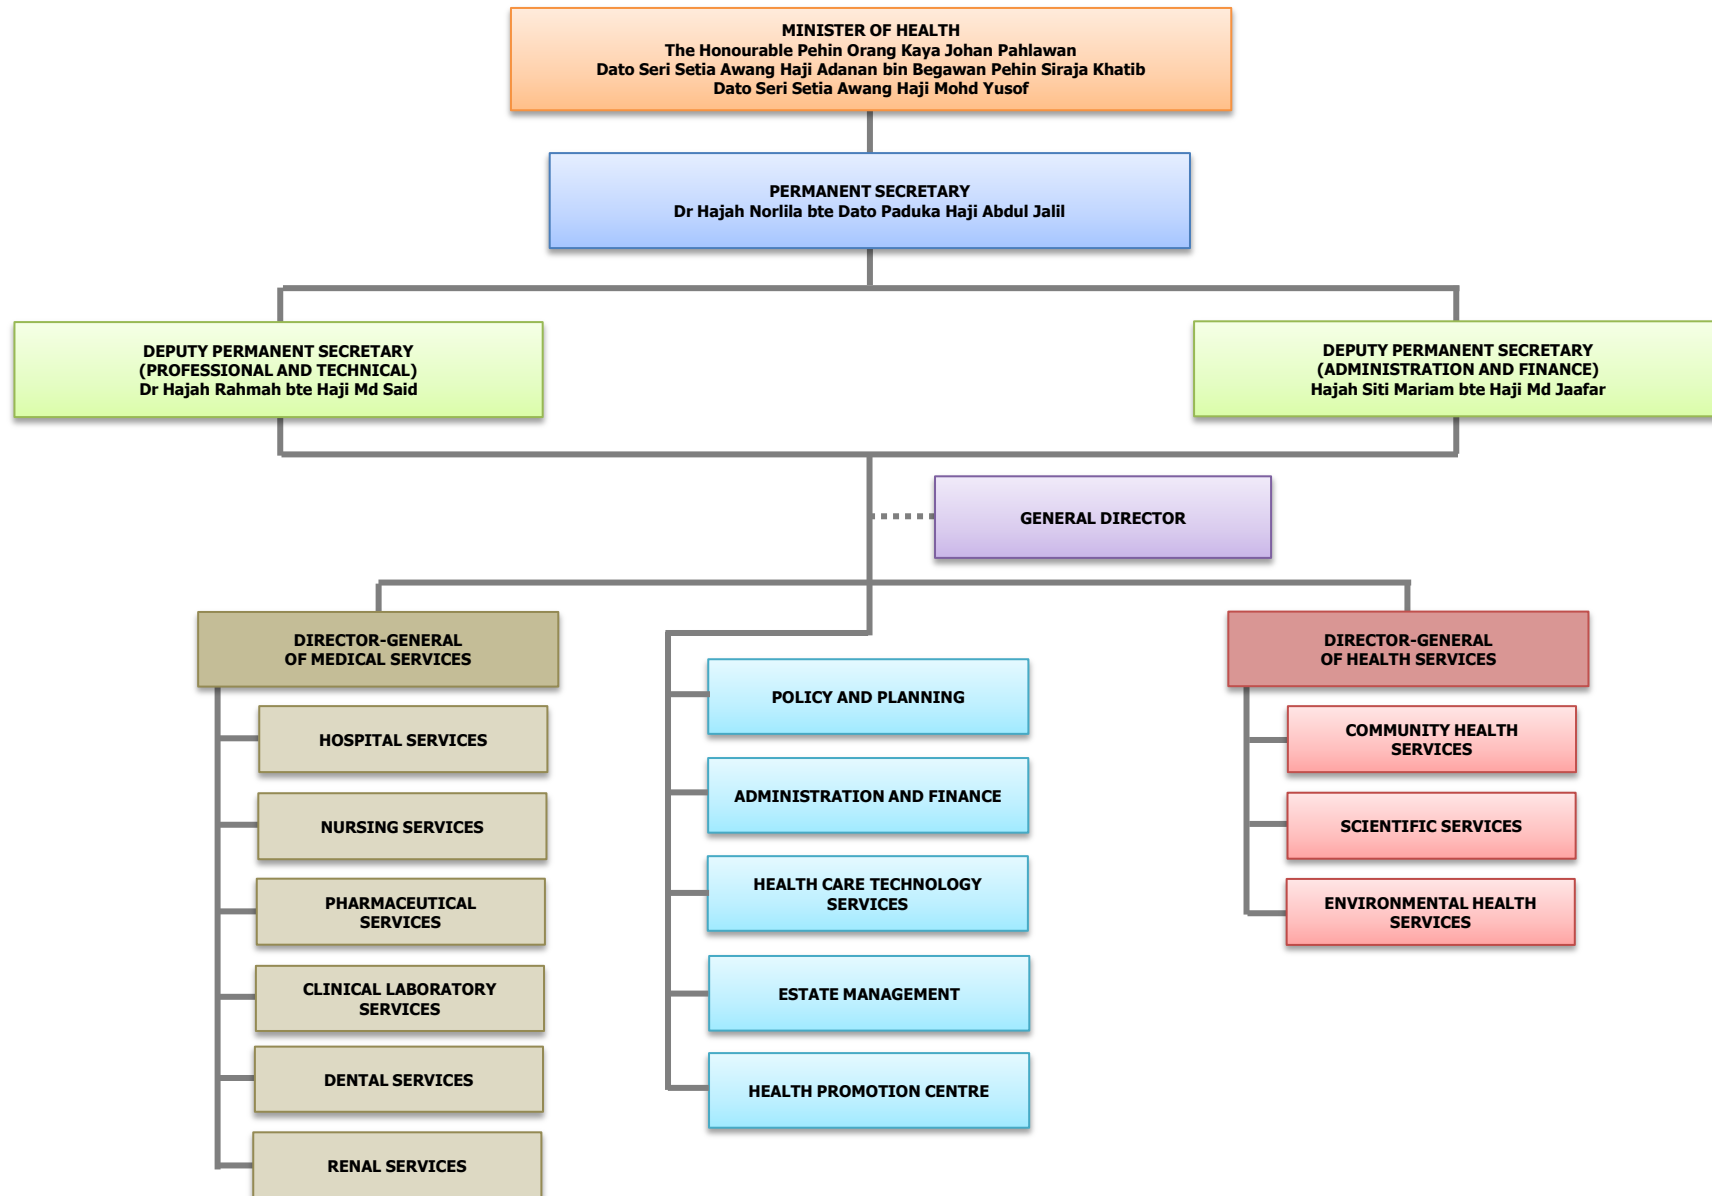 MINISTER OF HEALTH
The Honourable Pehin Orang Kaya Johan Pahlawan
Dato Seri Setia Awang Haji Adanan bin Begawan Pehin Siraja Khatib
Dato Seri Setia Awang Haji Mohd Yusof
PERMANENT SECRETARY
Dr Hajah Norlila bte Dato Paduka Haji Abdul Jalil
DEPUTY PERMANENT SECRETARY
(PROFESSIONAL AND TECHNICAL)
Dr Hajah Rahmah bte Haji Md Said
DEPUTY PERMANENT SECRETARY
(ADMINISTRATION AND FINANCE)
Hajah Siti Mariam bte Haji Md Jaafar
GENERAL DIRECTOR
DIRECTOR-GENERAL
OF MEDICAL SERVICES
HOSPITAL SERVICES
NURSING SERVICES
PHARMACEUTICAL
SERVICES
CLINICAL LABORATORY
SERVICES
DENTAL SERVICES
RENAL SERVICES
POLICY AND PLANNING
ADMINISTRATION AND FINANCE
HEALTH CARE TECHNOLOGY
SERVICES
ESTATE MANAGEMENT
HEALTH PROMOTION CENTRE
DIRECTOR-GENERAL
OF HEALTH SERVICES
COMMUNITY HEALTH
SERVICES
SCIENTIFIC SERVICES
ENVIRONMENTAL HEALTH
SERVICES